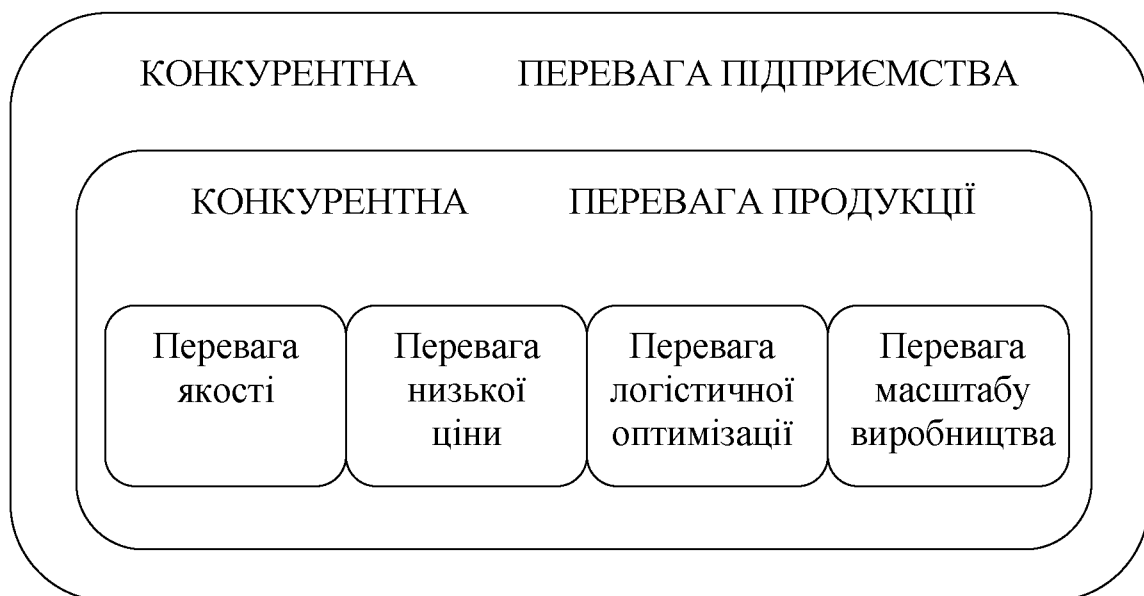 КОНКУРЕНТНА ПЕРЕВАГА ПІДПРИЄМСТВА
КОНКУРЕНТНА ПЕРЕВАГА ПРОДУКЦІЇ
Перевага
якості
Перевага
низької
ціни
Перевага
логістичної
оптимізації
Перевага
масштабу
виробництва